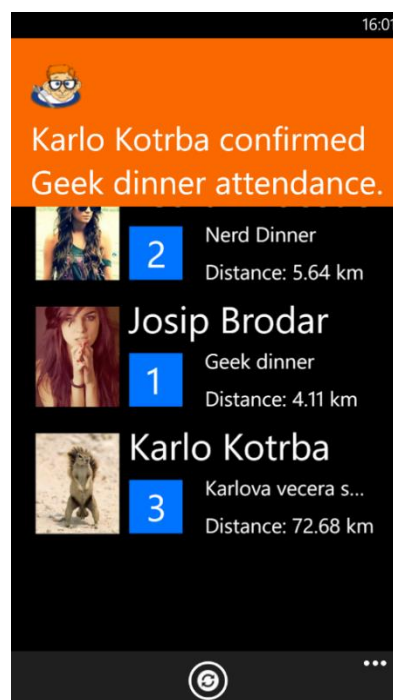 16:01
Karlo Kotrba confirmed
Geek dinner attendance.
2
Nerd Dinner
Distance: 5.64 km
Josip Brodar
1
Geek dinner
Distance: 4.11 km
Karlo Kotrba
3
Karlova vecera s...
Distance: 72.68 km